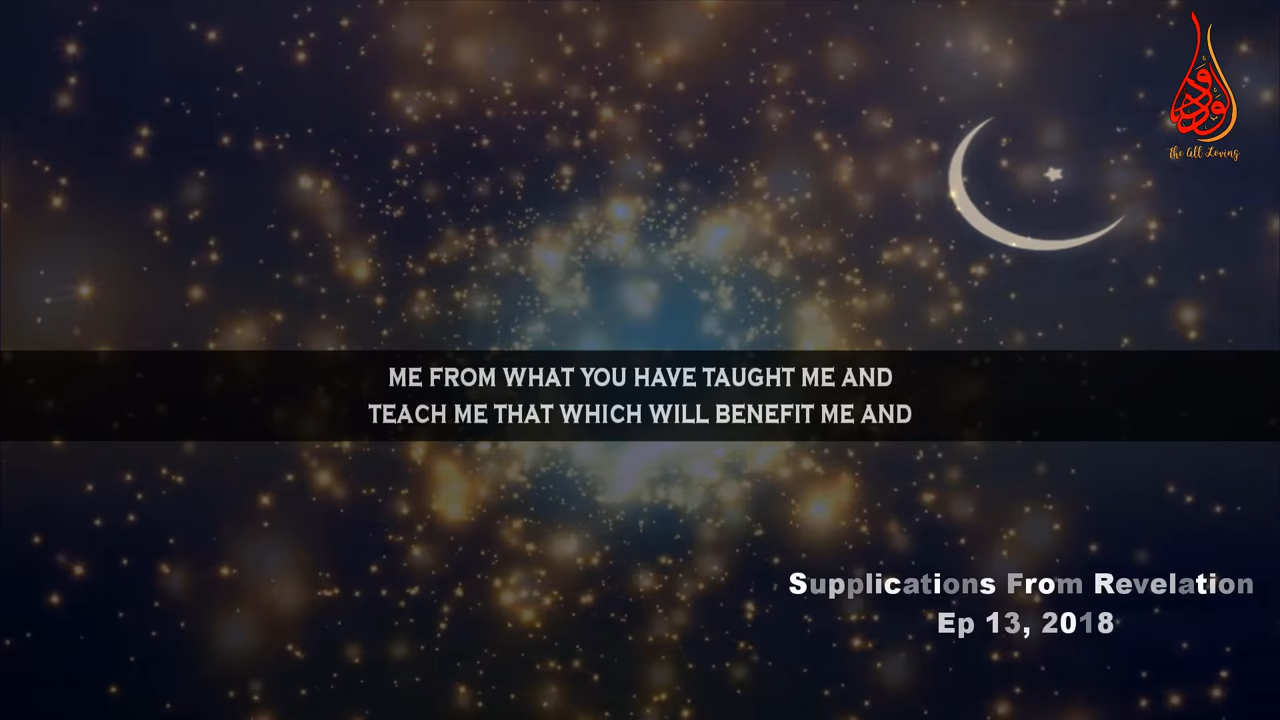 الودود
The All Loving
ME FROM WHAT YOU HAVE TAUGHT ME AND
TEACH ME THAT WHICH WILL BENEFIT ME AND
Supplications From Revelation
Ep 13, 2018